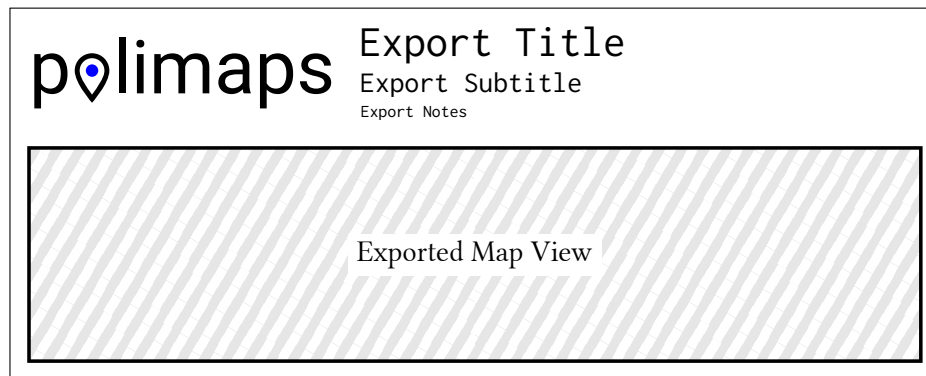 polimaps
Export Title
Export Subtitle
Export Notes
Exported Map View